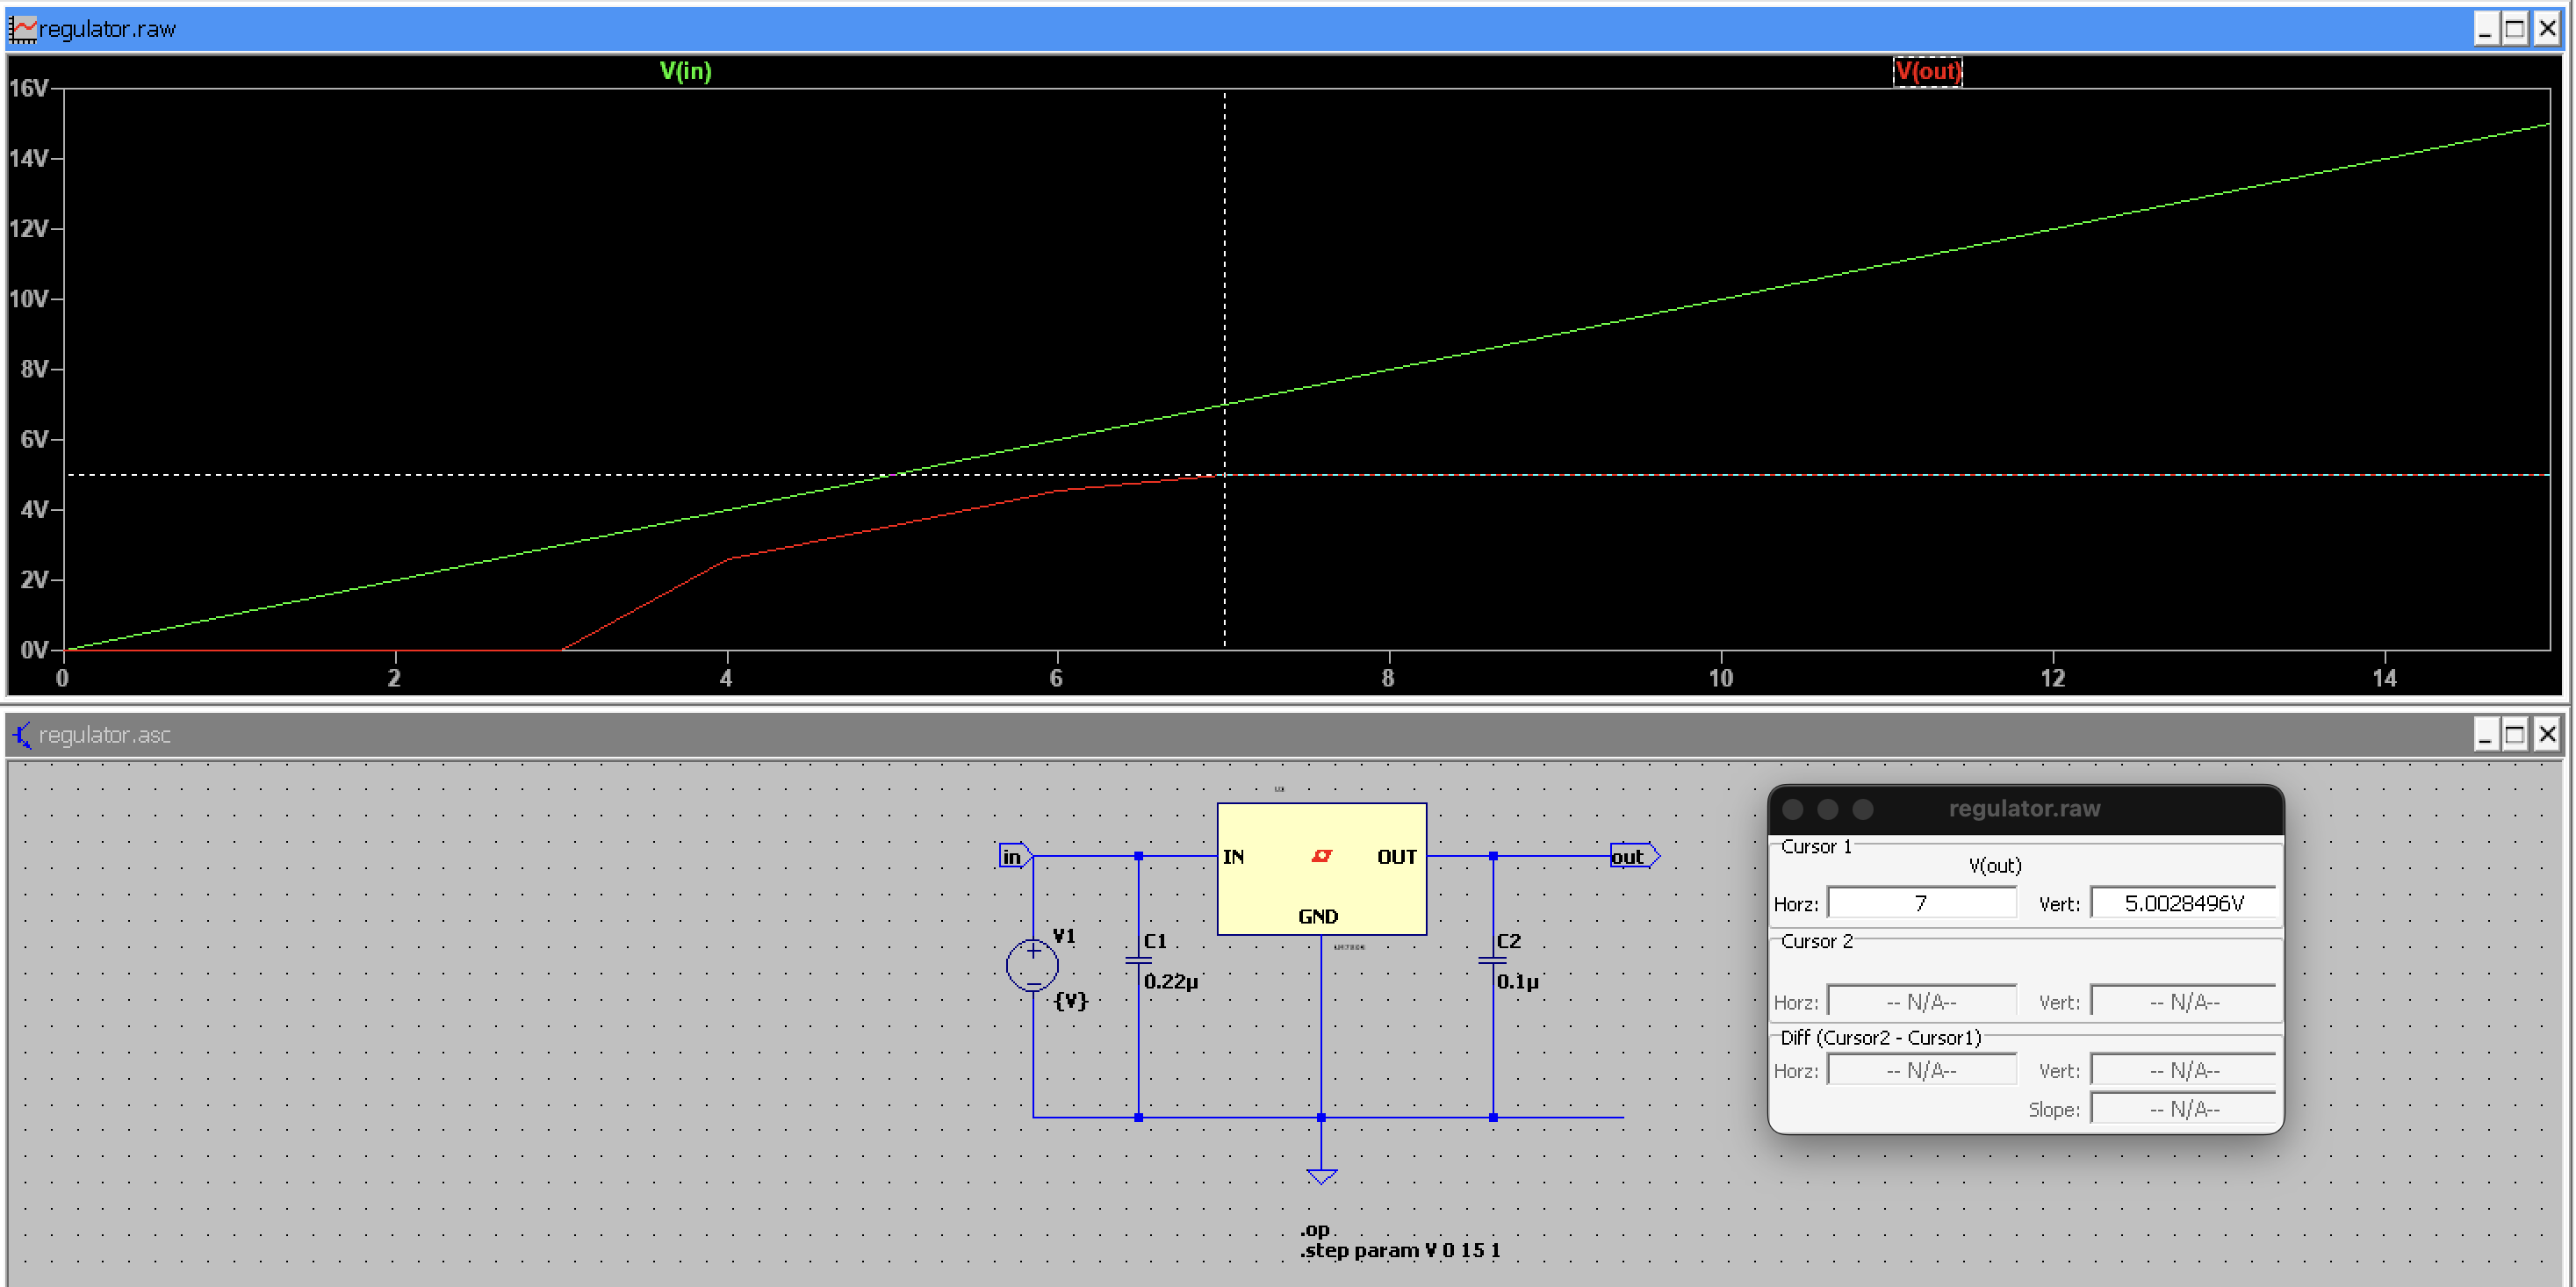 regulator.raw
V(in) V(out)
16V
14V
12V
10V
8V
6V
4V
2V
0V
0 2 4 6 8 10 12 14
regulator.asc
in
IN OUT
GND
out
V1
{V}
C1
0.22µ
C2
0.1µ
.op
.step param V 0 15 1
regulator.raw
Cursor 1
V(out)
Horz: 7 Vert: 5.0028496V
Cursor 2
Horz: -- N/A-- Vert: -- N/A--
Diff (Cursor2 - Cursor1)
Horz: -- N/A-- Vert: -- N/A--
Slope: -- N/A--